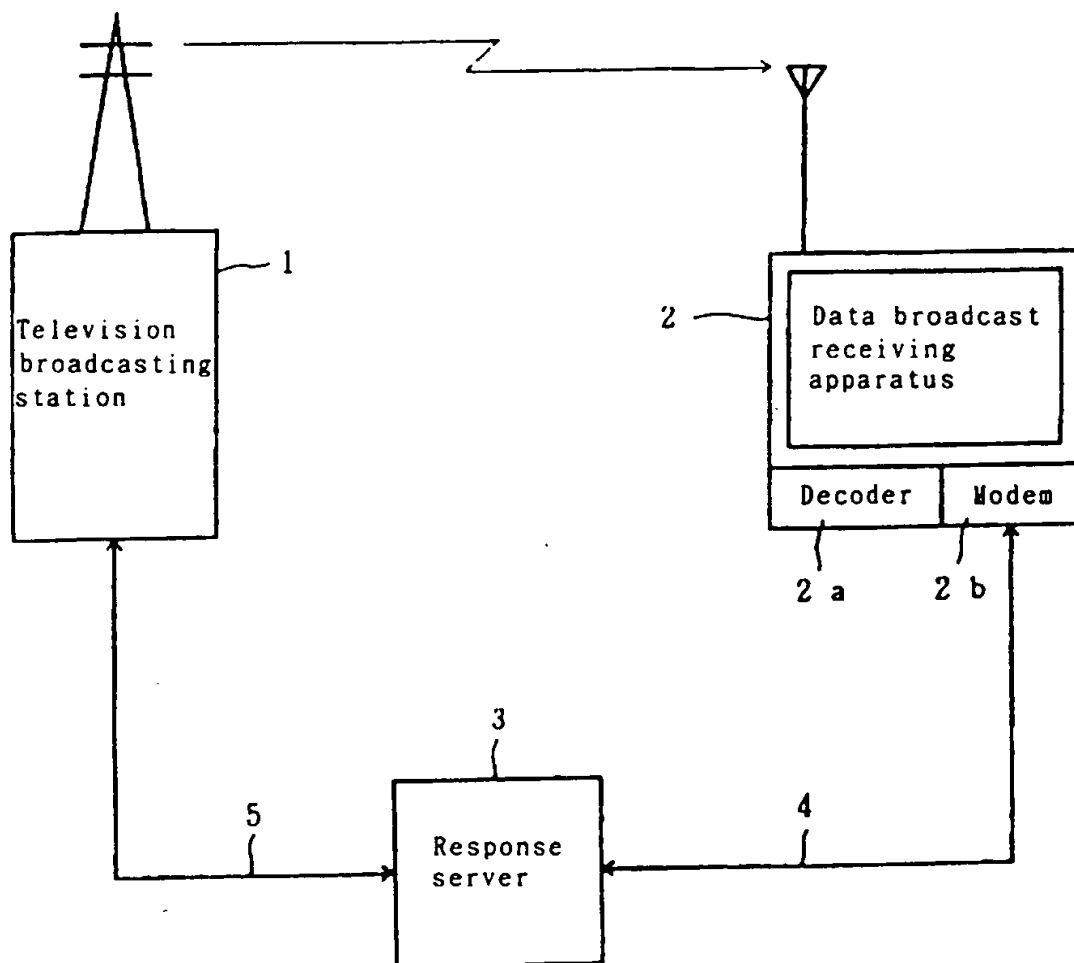 1
Television
broadcasting
station
2
Data broadcast
receiving
apparatus
Decoder
Modem
2 a
2 b
3
5
4
Response
server